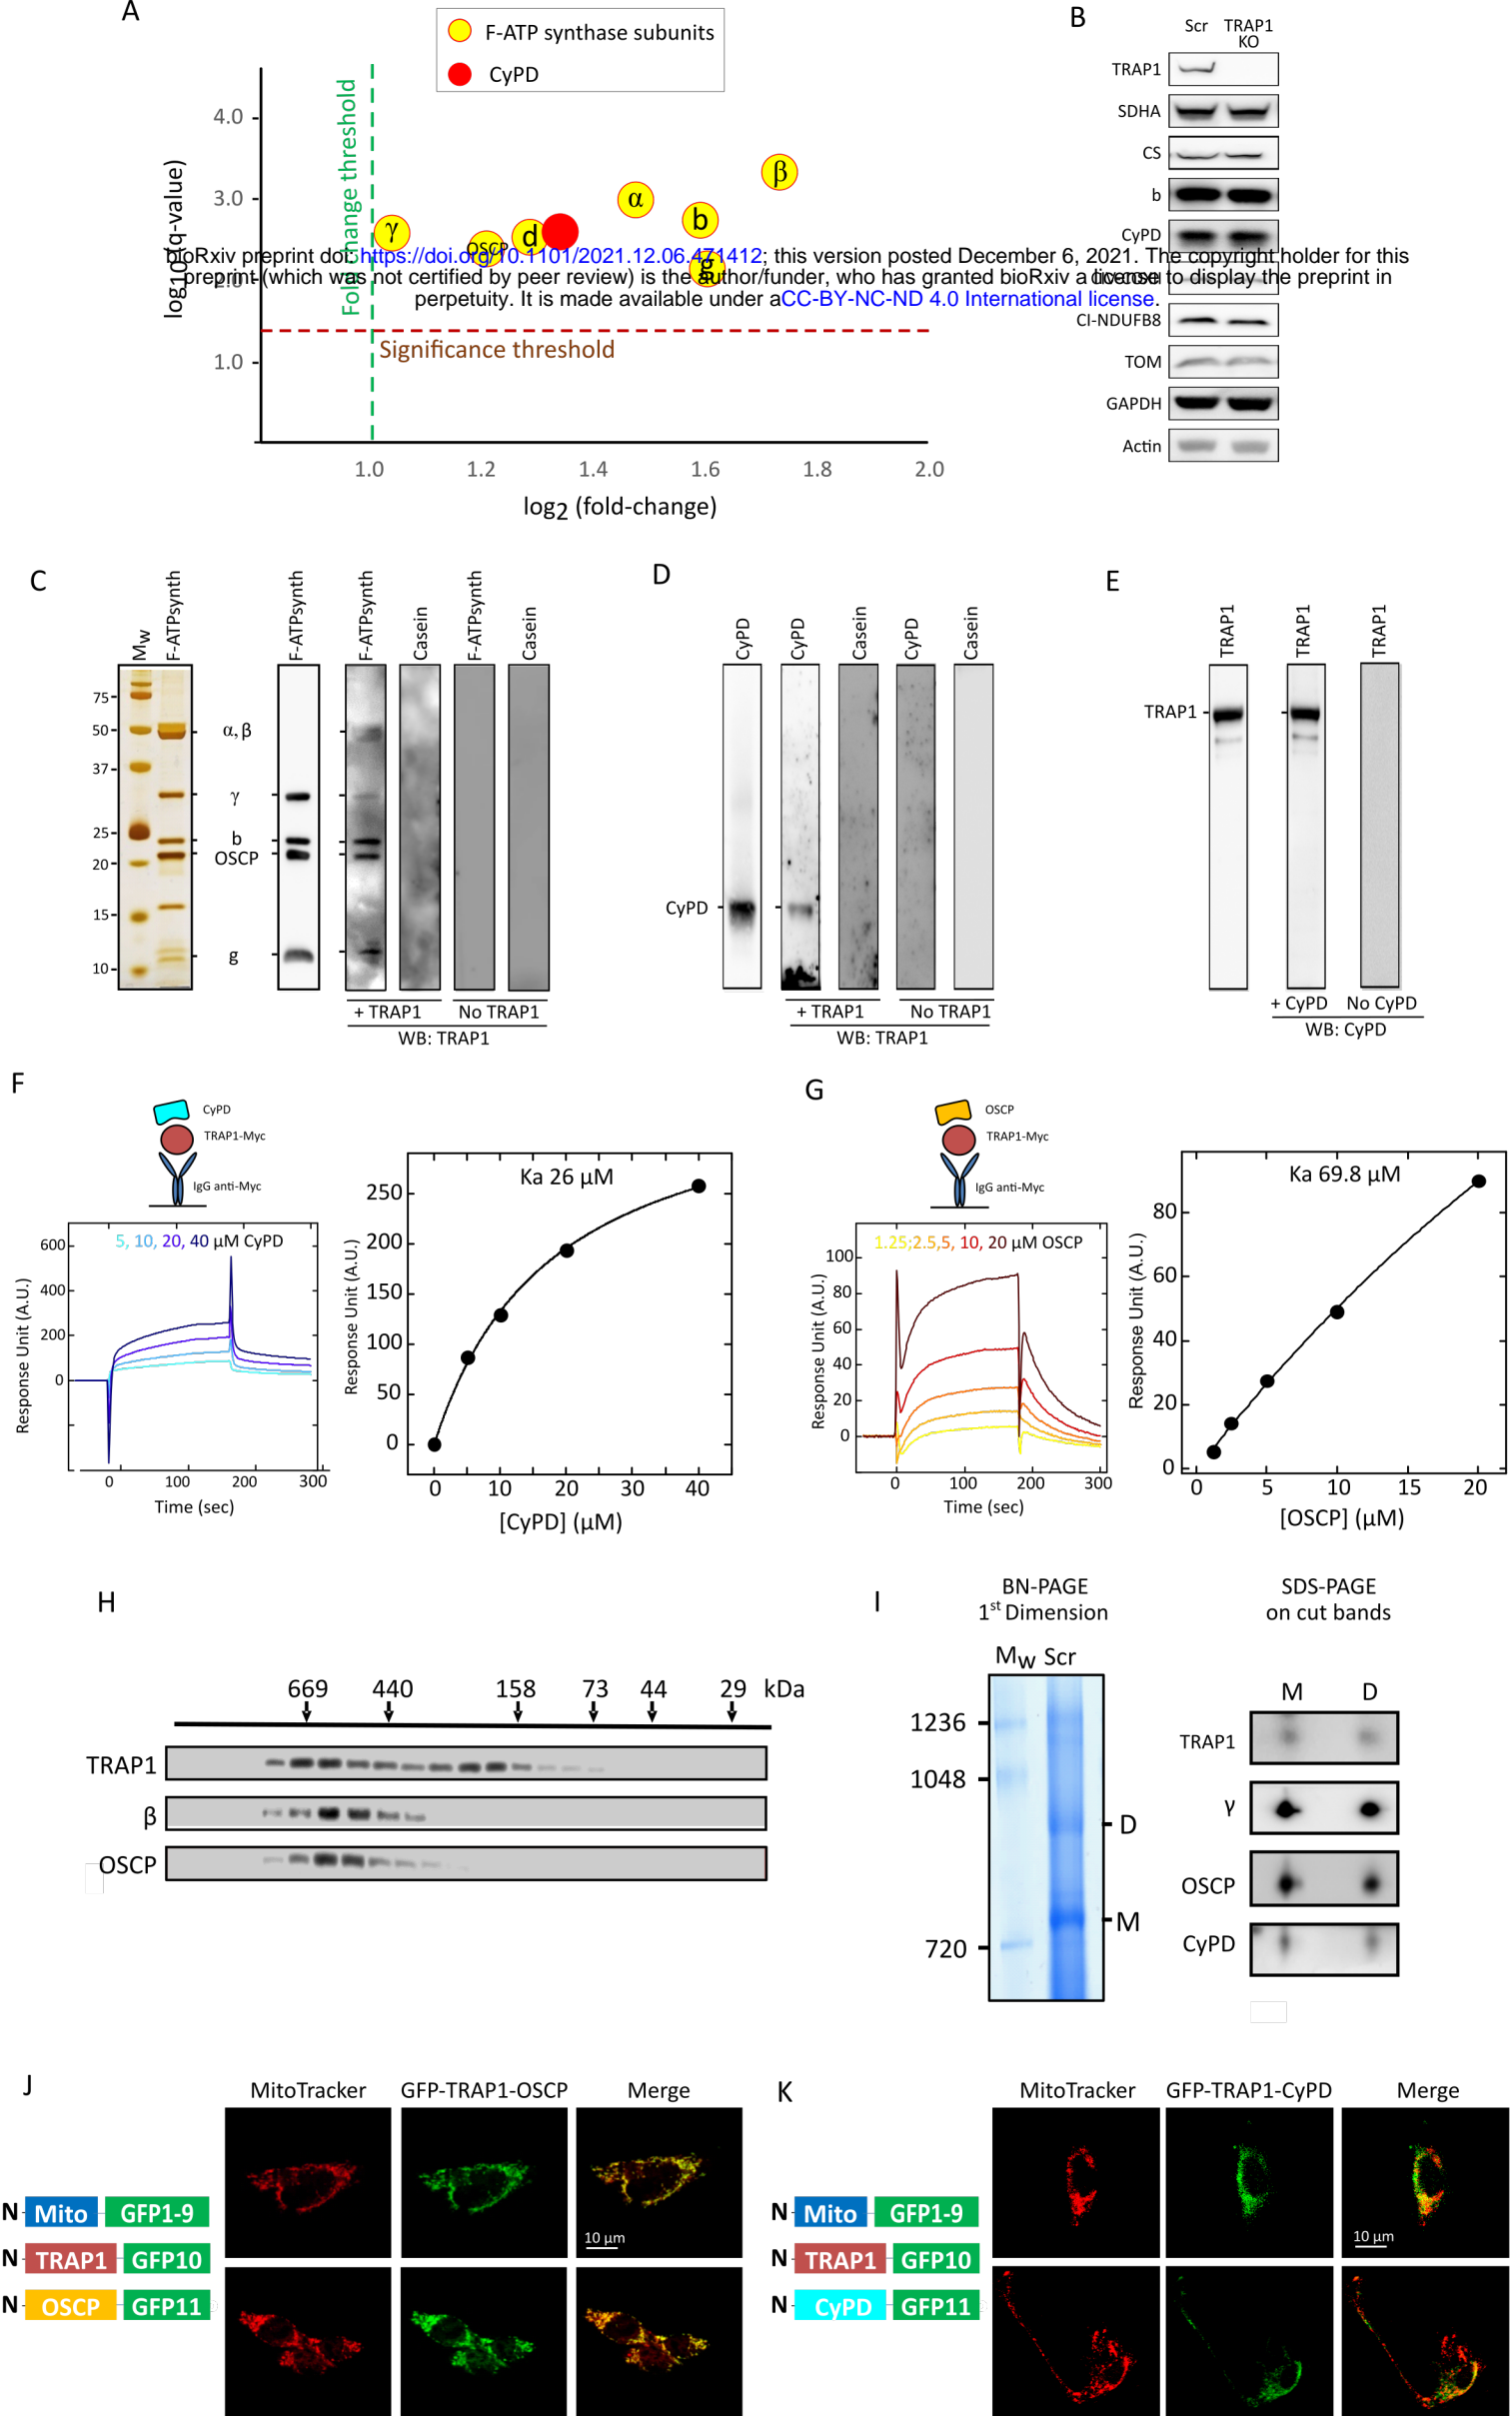 A
F-ATP synthase subunits
CyPD
B
Scr TRAP1
KO
TRAP1
SDHA
CS
b
CyPD
CI-NDUFB8
TOM
GAPDH
Actin
log10 (q-value)
4.0
3.0
2.0
1.0
Fold change threshold
γ
OSCP
d
α
b
g
β
bioRxiv preprint doi: https://doi.org/10.1101/2021.12.06.471412; this version posted December 6, 2021. The copyright holder for this
preprint (which was not certified by peer review) is the author/funder, who has granted bioRxiv a license to display the preprint in
perpetuity. It is made available under aCC-BY-NC-ND 4.0 International license.
Significance threshold
1.0 1.2 1.4 1.6 1.8 2.0
log2 (fold-change)
C
Mw
F-ATPsynth
F-ATPsynth
F-ATPsynth
Casein
F-ATPsynth
Casein
75
50
37
25
20
15
10
α, β
γ
b
OSCP
g
+ TRAP1 No TRAP1
WB: TRAP1
D
CyPD
CyPD
Casein
CyPD
Casein
CyPD
+ TRAP1 No TRAP1
WB: TRAP1
E
TRAP1
TRAP1
TRAP1
TRAP1
+ CyPD No CyPD
WB: CyPD
F
CyPD
TRAP1-Myc
IgG anti-Myc
5, 10, 20, 40 µM CyPD
Response Unit (A.U.)
600
400
200
0
0 100 200 300
Time (sec)
Ka 26 µM
Response Unit (A.U.)
250
200
150
100
50
0
0 10 20 30 40
[CyPD] (µM)
G
OSCP
TRAP1-Myc
IgG anti-Myc
1.25;2.5,5, 10, 20 µM OSCP
Response Unit (A.U.)
100
80
60
40
20
0
0 100 200 300
Time (sec)
Ka 69.8 µM
Response Unit (A.U.)
80
60
40
20
0
0 5 10 15 20
[OSCP] (µM)
H
669 440 158 73 44 29 kDa
TRAP1
β
OSCP
I
BN-PAGE
1st Dimension
Mw Scr
1236
1048
720
D
M
SDS-PAGE
on cut bands
M D
TRAP1
γ
OSCP
CyPD
J
MitoTracker GFP-TRAP1-OSCP Merge
N Mito GFP1-9
N TRAP1 GFP10
N OSCP GFP11
10 µm
K
MitoTracker GFP-TRAP1-CyPD Merge
N Mito GFP1-9
N TRAP1 GFP10
N CyPD GFP11
10 µm